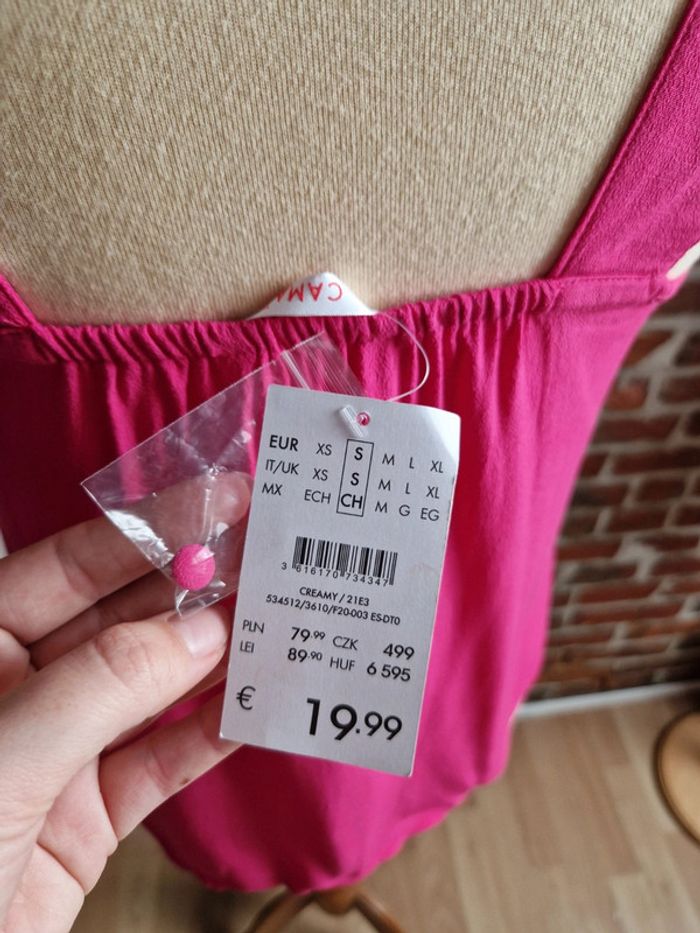 CAMA
EUR XS S M L XL
IT/UK XS S M L XL
MX ECH CH M G EG
3 616170 734347
CREAMY / 21E3
534512/3610/F20-003 ES-DT0
PLN 79.99 CZK 499
LEI 89.90 HUF 6 595
€ 19.99